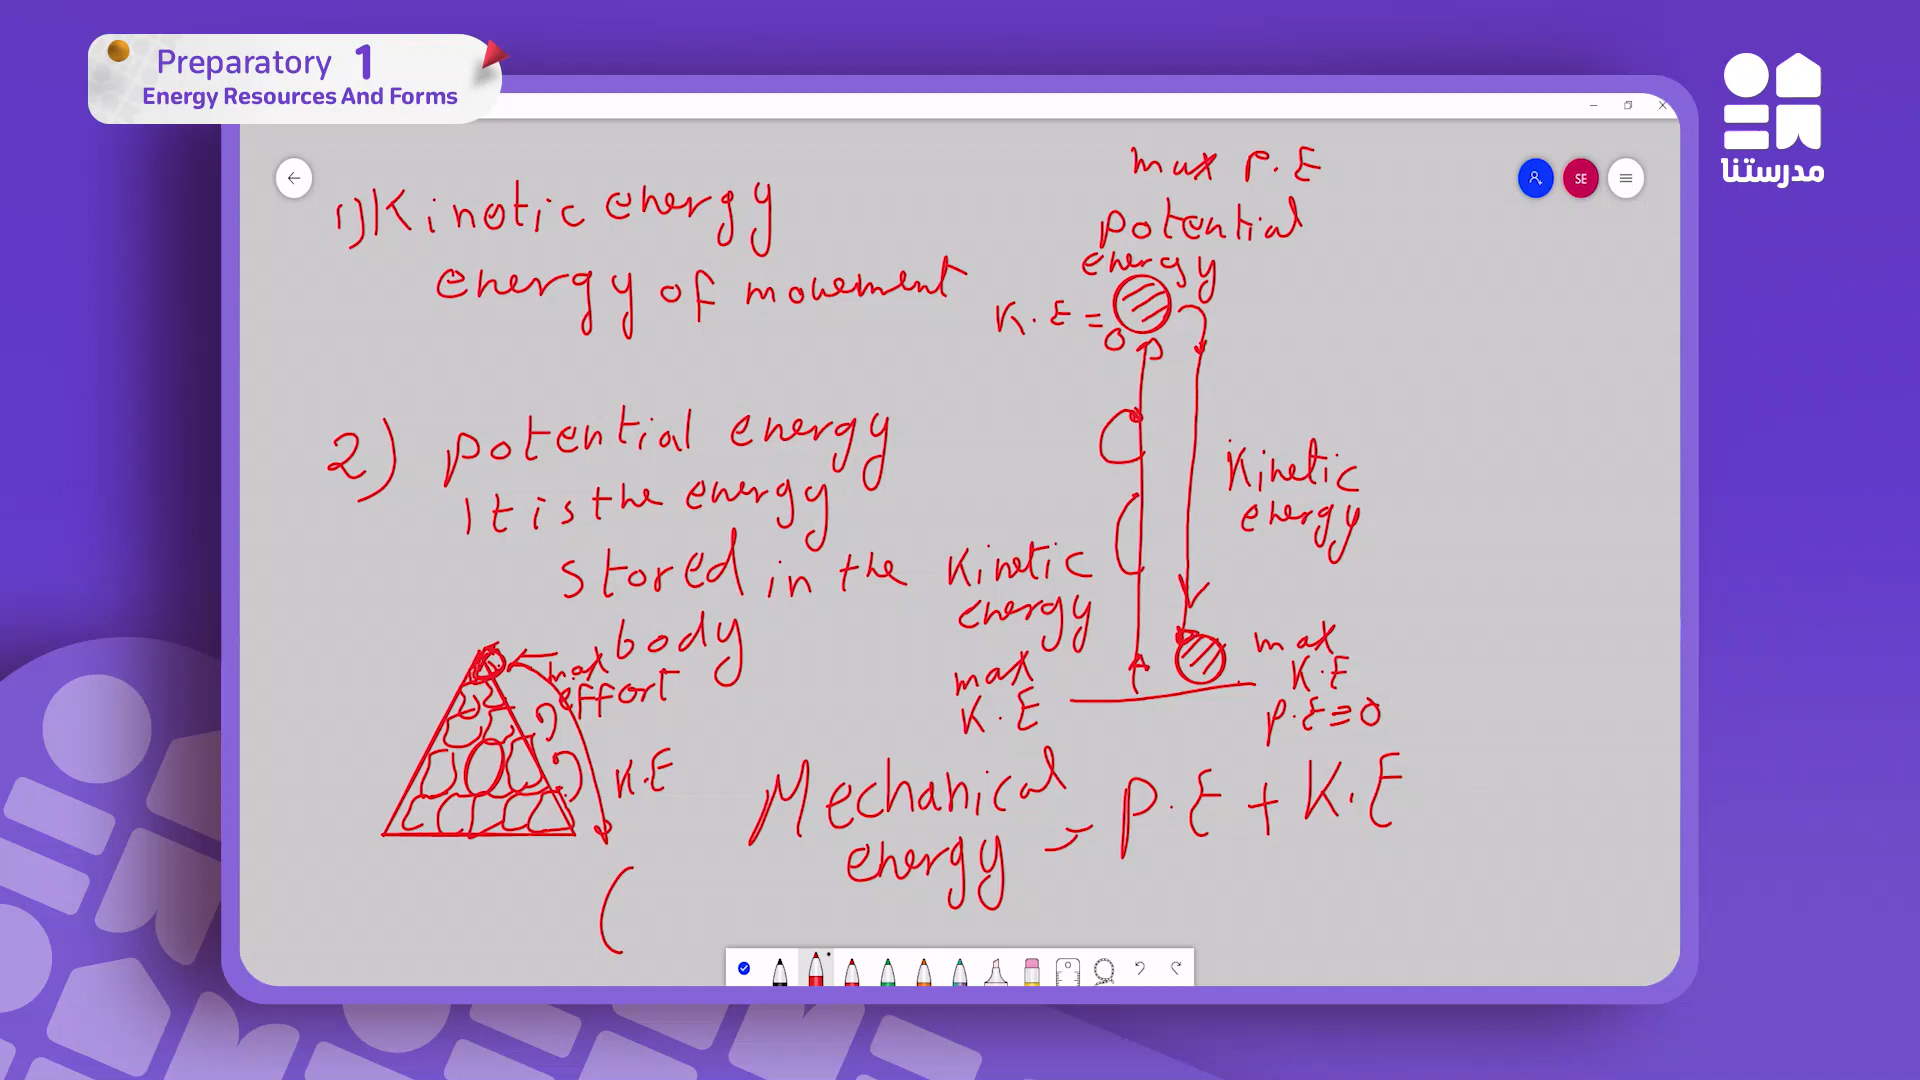 Preparatory 1
Energy Resources And Forms
مدرستنا
SE
1) Kinetic energy
energy of movement
2) potential energy
It is the energy
stored in the
body
max
effort
K.E
max P.E
potential
energy
K.E =
0
Kinetic
energy
max
K.E
Kinetic
energy
max
K.E
P.E = 0
Mechanical
energy = P.E + K.E
(